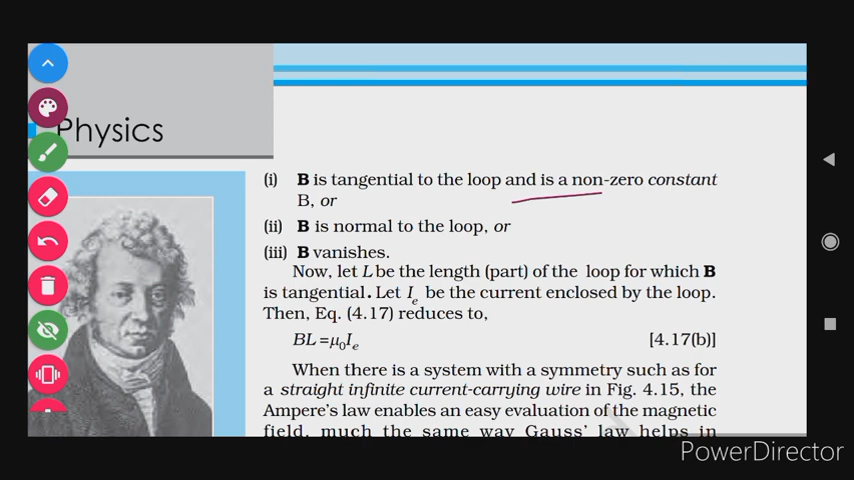 Physics
(i) B is tangential to the loop and is a non-zero constant
B, or
(ii) B is normal to the loop, or
(iii) B vanishes.
Now, let L be the length (part) of the loop for which B
is tangential. Let Iₑ be the current enclosed by the loop.
Then, Eq. (4.17) reduces to,
BL =μ₀Iₑ [4.17(b)]
When there is a system with a symmetry such as for
a straight infinite current-carrying wire in Fig. 4.15, the
Ampere's law enables an easy evaluation of the magnetic
field, much the same way Gauss' law helps in
PowerDirector